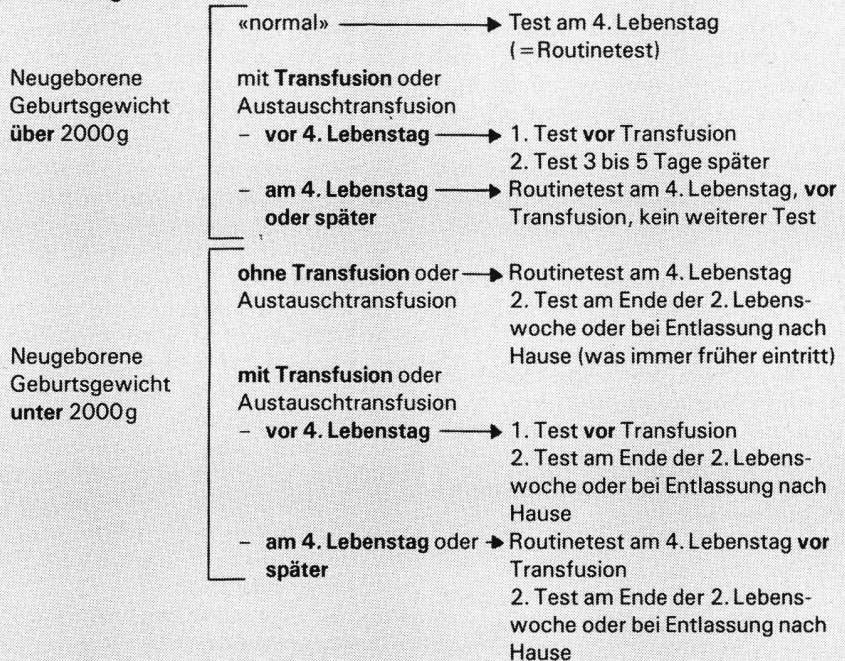 «normal» Test am 4. Lebenstag
(=Routinetest)
Neugeborene
Geburtsgewicht
über 2000g
mit Transfusion oder
Austauschtransfusion
– vor 4. Lebenstag 1. Test vor Transfusion
2. Test 3 bis 5 Tage später
– am 4. Lebenstag Routinetest am 4. Lebenstag, vor
oder später Transfusion, kein weiterer Test
ohne Transfusion oder Routinetest am 4. Lebenstag
Austauschtransfusion 2. Test am Ende der 2. Lebens-
woche oder bei Entlassung nach
Hause (was immer früher eintritt)
Neugeborene
Geburtsgewicht
unter 2000g
mit Transfusion oder
Austauschtransfusion
– vor 4. Lebenstag 1. Test vor Transfusion
2. Test am Ende der 2. Lebens-
woche oder bei Entlassung nach
Hause
– am 4. Lebenstag oder Routinetest am 4. Lebenstag vor
später Transfusion
2. Test am Ende der 2. Lebens-
woche oder bei Entlassung nach
Hause